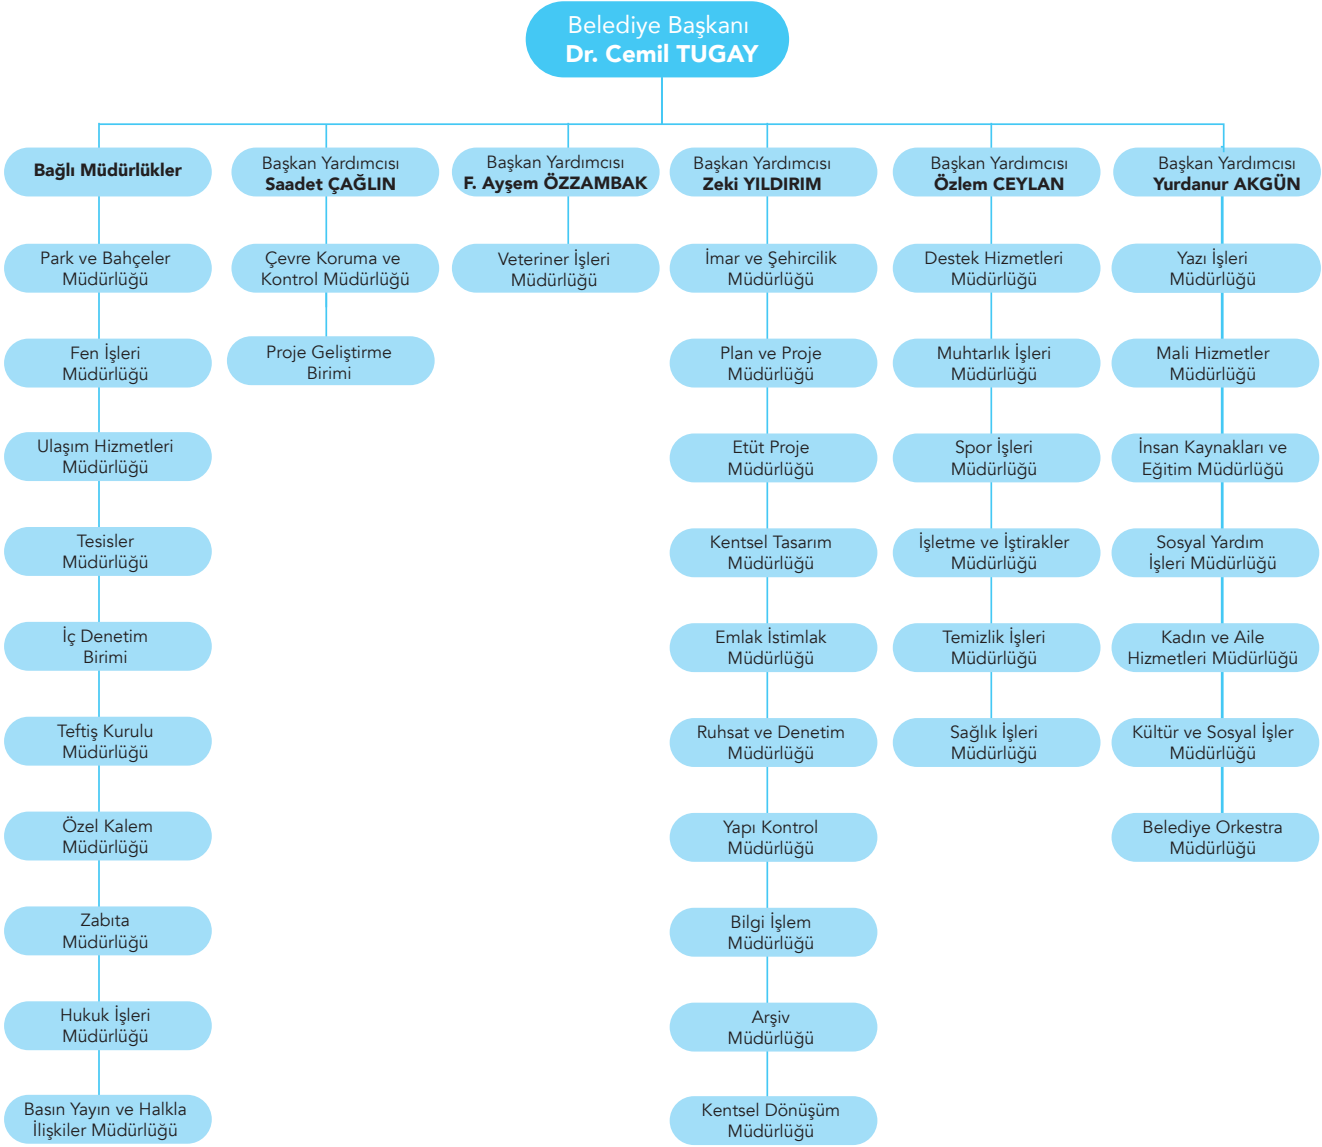 Belediye Başkanı
Dr. Cemil TUGAY
Bağlı Müdürlükler
Park ve Bahçeler
Müdürlüğü
Fen İşleri
Müdürlüğü
Ulaşım Hizmetleri
Müdürlüğü
Tesisler
Müdürlüğü
İç Denetim
Birimi
Teftiş Kurulu
Müdürlüğü
Özel Kalem
Müdürlüğü
Zabıta
Müdürlüğü
Hukuk İşleri
Müdürlüğü
Basın Yayın ve Halkla
İlişkiler Müdürlüğü
Başkan Yardımcısı
Saadet ÇAĞLIN
Çevre Koruma ve
Kontrol Müdürlüğü
Proje Geliştirme
Birimi
Başkan Yardımcısı
F. Ayşem ÖZZAMBAK
Veteriner İşleri
Müdürlüğü
Başkan Yardımcısı
Zeki YILDIRIM
İmar ve Şehircilik
Müdürlüğü
Plan ve Proje
Müdürlüğü
Etüt Proje
Müdürlüğü
Kentsel Tasarım
Müdürlüğü
Emlak İstimlak
Müdürlüğü
Ruhsat ve Denetim
Müdürlüğü
Yapı Kontrol
Müdürlüğü
Bilgi İşlem
Müdürlüğü
Arşiv
Müdürlüğü
Kentsel Dönüşüm
Müdürlüğü
Başkan Yardımcısı
Özlem CEYLAN
Destek Hizmetleri
Müdürlüğü
Muhtarlık İşleri
Müdürlüğü
Spor İşleri
Müdürlüğü
İşletme ve İştirakler
Müdürlüğü
Temizlik İşleri
Müdürlüğü
Sağlık İşleri
Müdürlüğü
Başkan Yardımcısı
Yurdanur AKGÜN
Yazı İşleri
Müdürlüğü
Mali Hizmetler
Müdürlüğü
İnsan Kaynakları ve
Eğitim Müdürlüğü
Sosyal Yardım
İşleri Müdürlüğü
Kadın ve Aile
Hizmetleri Müdürlüğü
Kültür ve Sosyal İşler
Müdürlüğü
Belediye Orkestra
Müdürlüğü